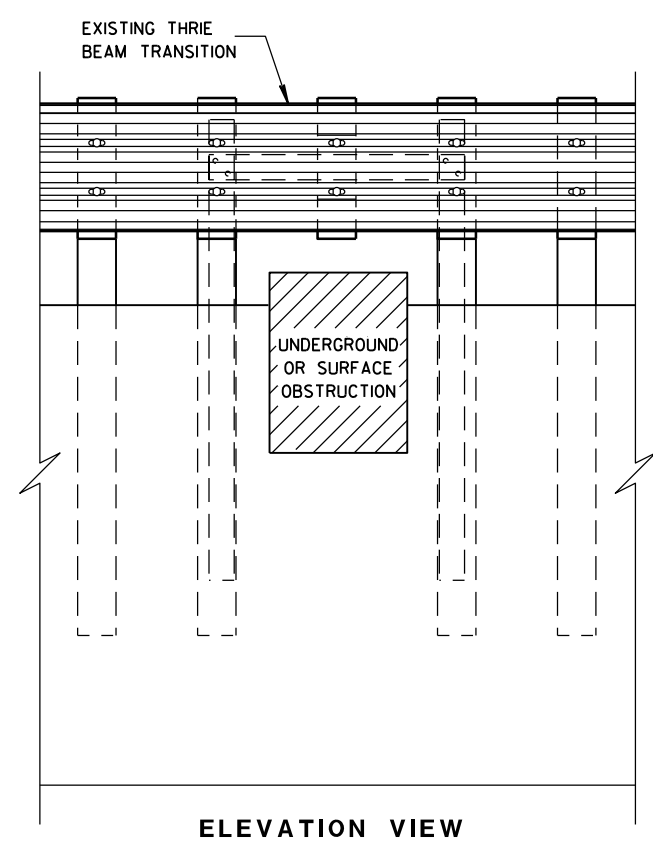 EXISTING THRIE
BEAM TRANSITION
UNDERGROUND
OR SURFACE
OBSTRUCTION
ELEVATION VIEW